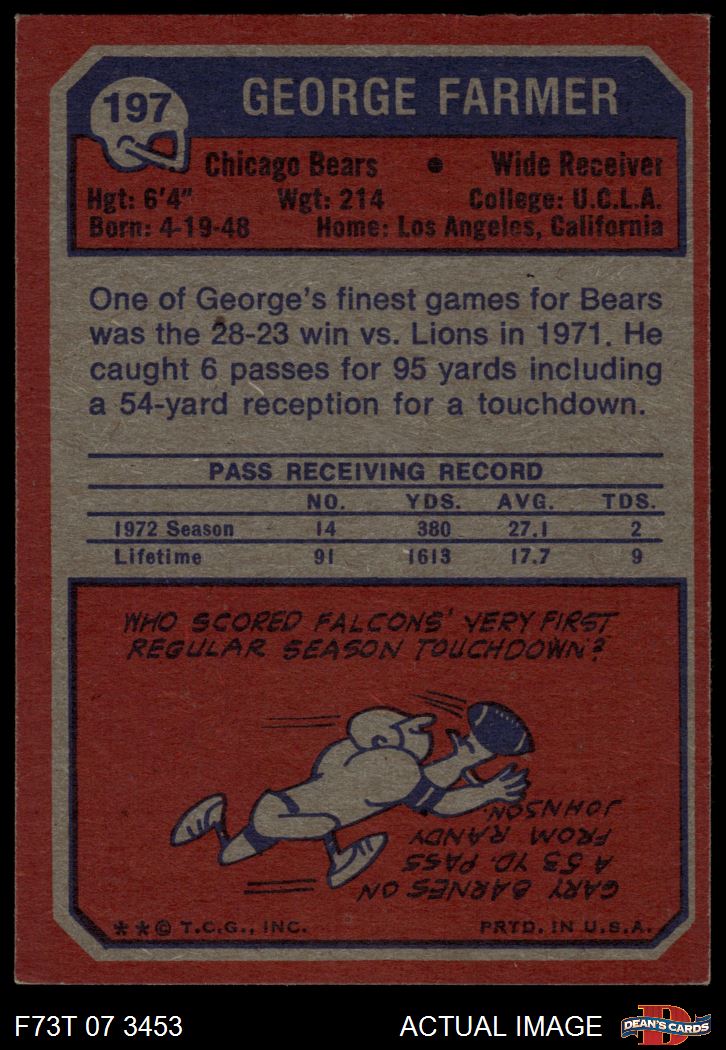 197
GEORGE FARMER
Chicago Bears • Wide Receiver
Hgt: 6'4" Wgt: 214 College: U.C.L.A.
Born: 4-19-48 Home: Los Angeles, California
One of George's finest games for Bears
was the 28-23 win vs. Lions in 1971. He
caught 6 passes for 95 yards including
a 54-yard reception for a touchdown.
PASS RECEIVING RECORD
NO. YDS. AVG. TDS.
1972 Season 14 380 27.1 2
Lifetime 91 1613 17.7 9
WHO SCORED FALCONS' VERY FIRST
REGULAR SEASON TOUCHDOWN?
GARY BARNES ON
A 53 YD. PASS
FROM RANDY
JOHNSON.
**© T.C.G., INC. PRTD. IN U.S.A.
F73T 07 3453 ACTUAL IMAGE
D
DEAN'S CARDS